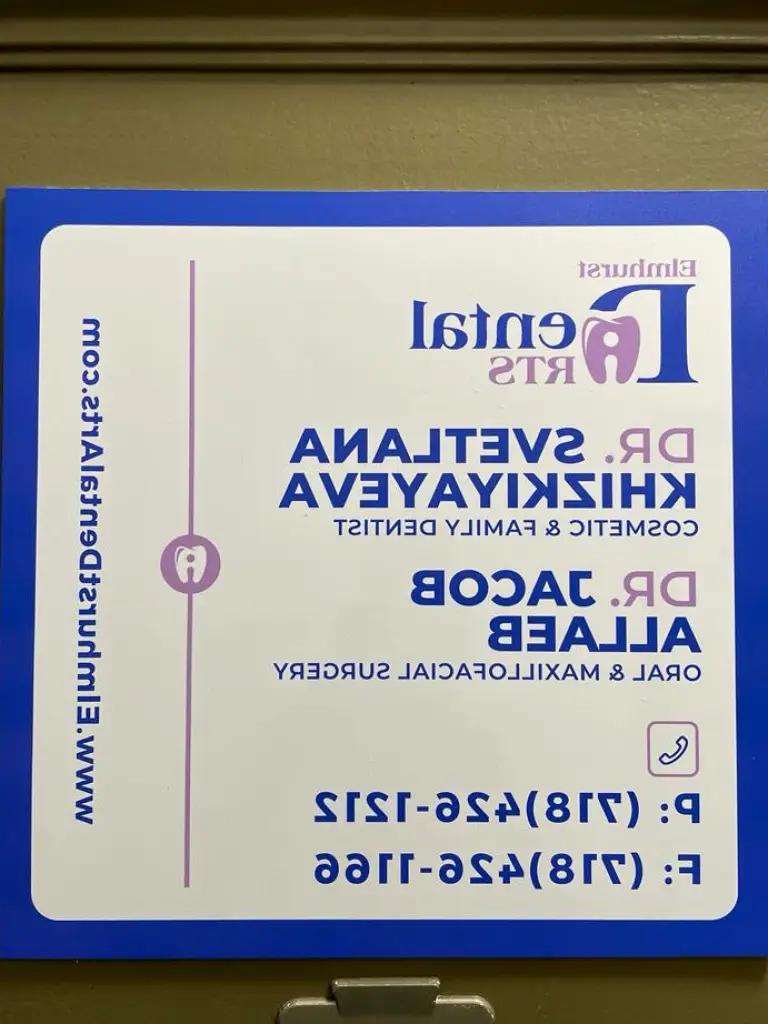 Elmhurst
Dental
ARTS
DR. SVETLANA
KHIZKIYAYEVA
COSMETIC & FAMILY DENTIST
DR. JACOB
ALLAEB
ORAL & MAXILLOFACIAL SURGERY
P: (718)426-1212
F: (718)426-1166
www.ElmhurstDentalArts.com